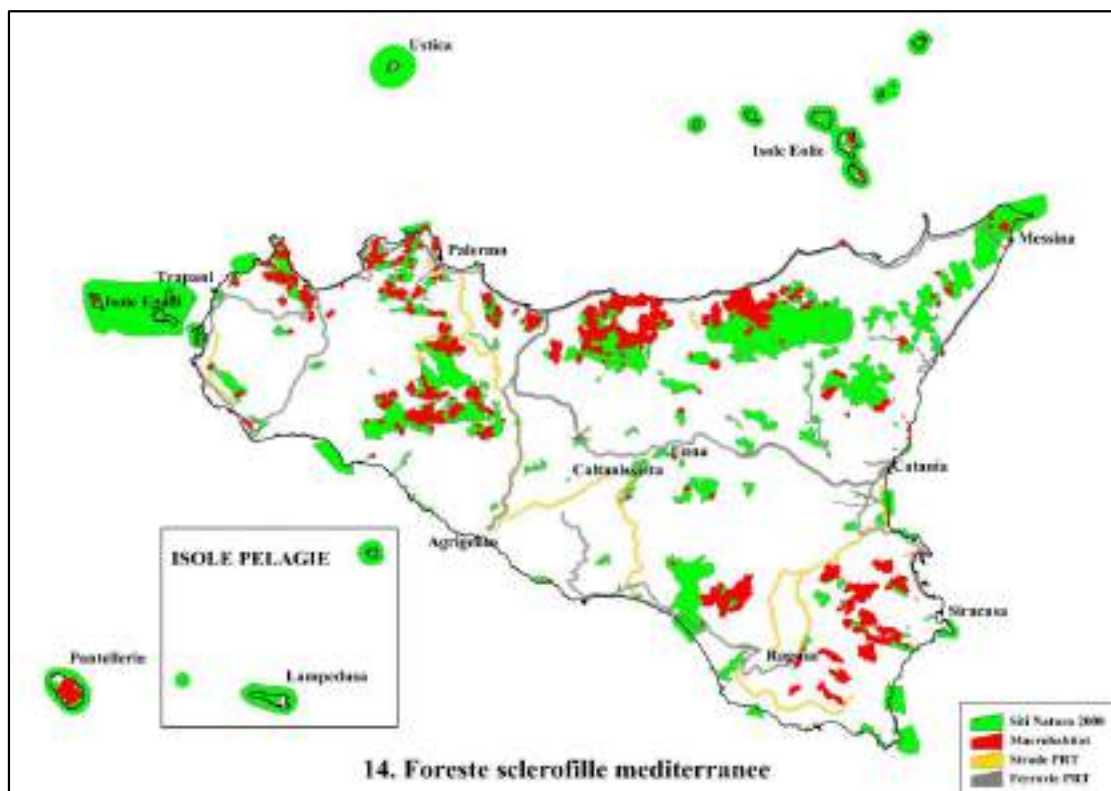 Ustica
Isole Eolie
Messina
Palermo
Trapani
Isole Egadi
Enna
Caltanissetta
Catania
Agrigento
ISOLE PELAGIE
Siracusa
Ragusa
Pantelleria
Lampedusa
Siti Natura 2000
Macrohabitat
Strade PRT
Ferrovie PRT
14. Foreste sclerofille mediterranee